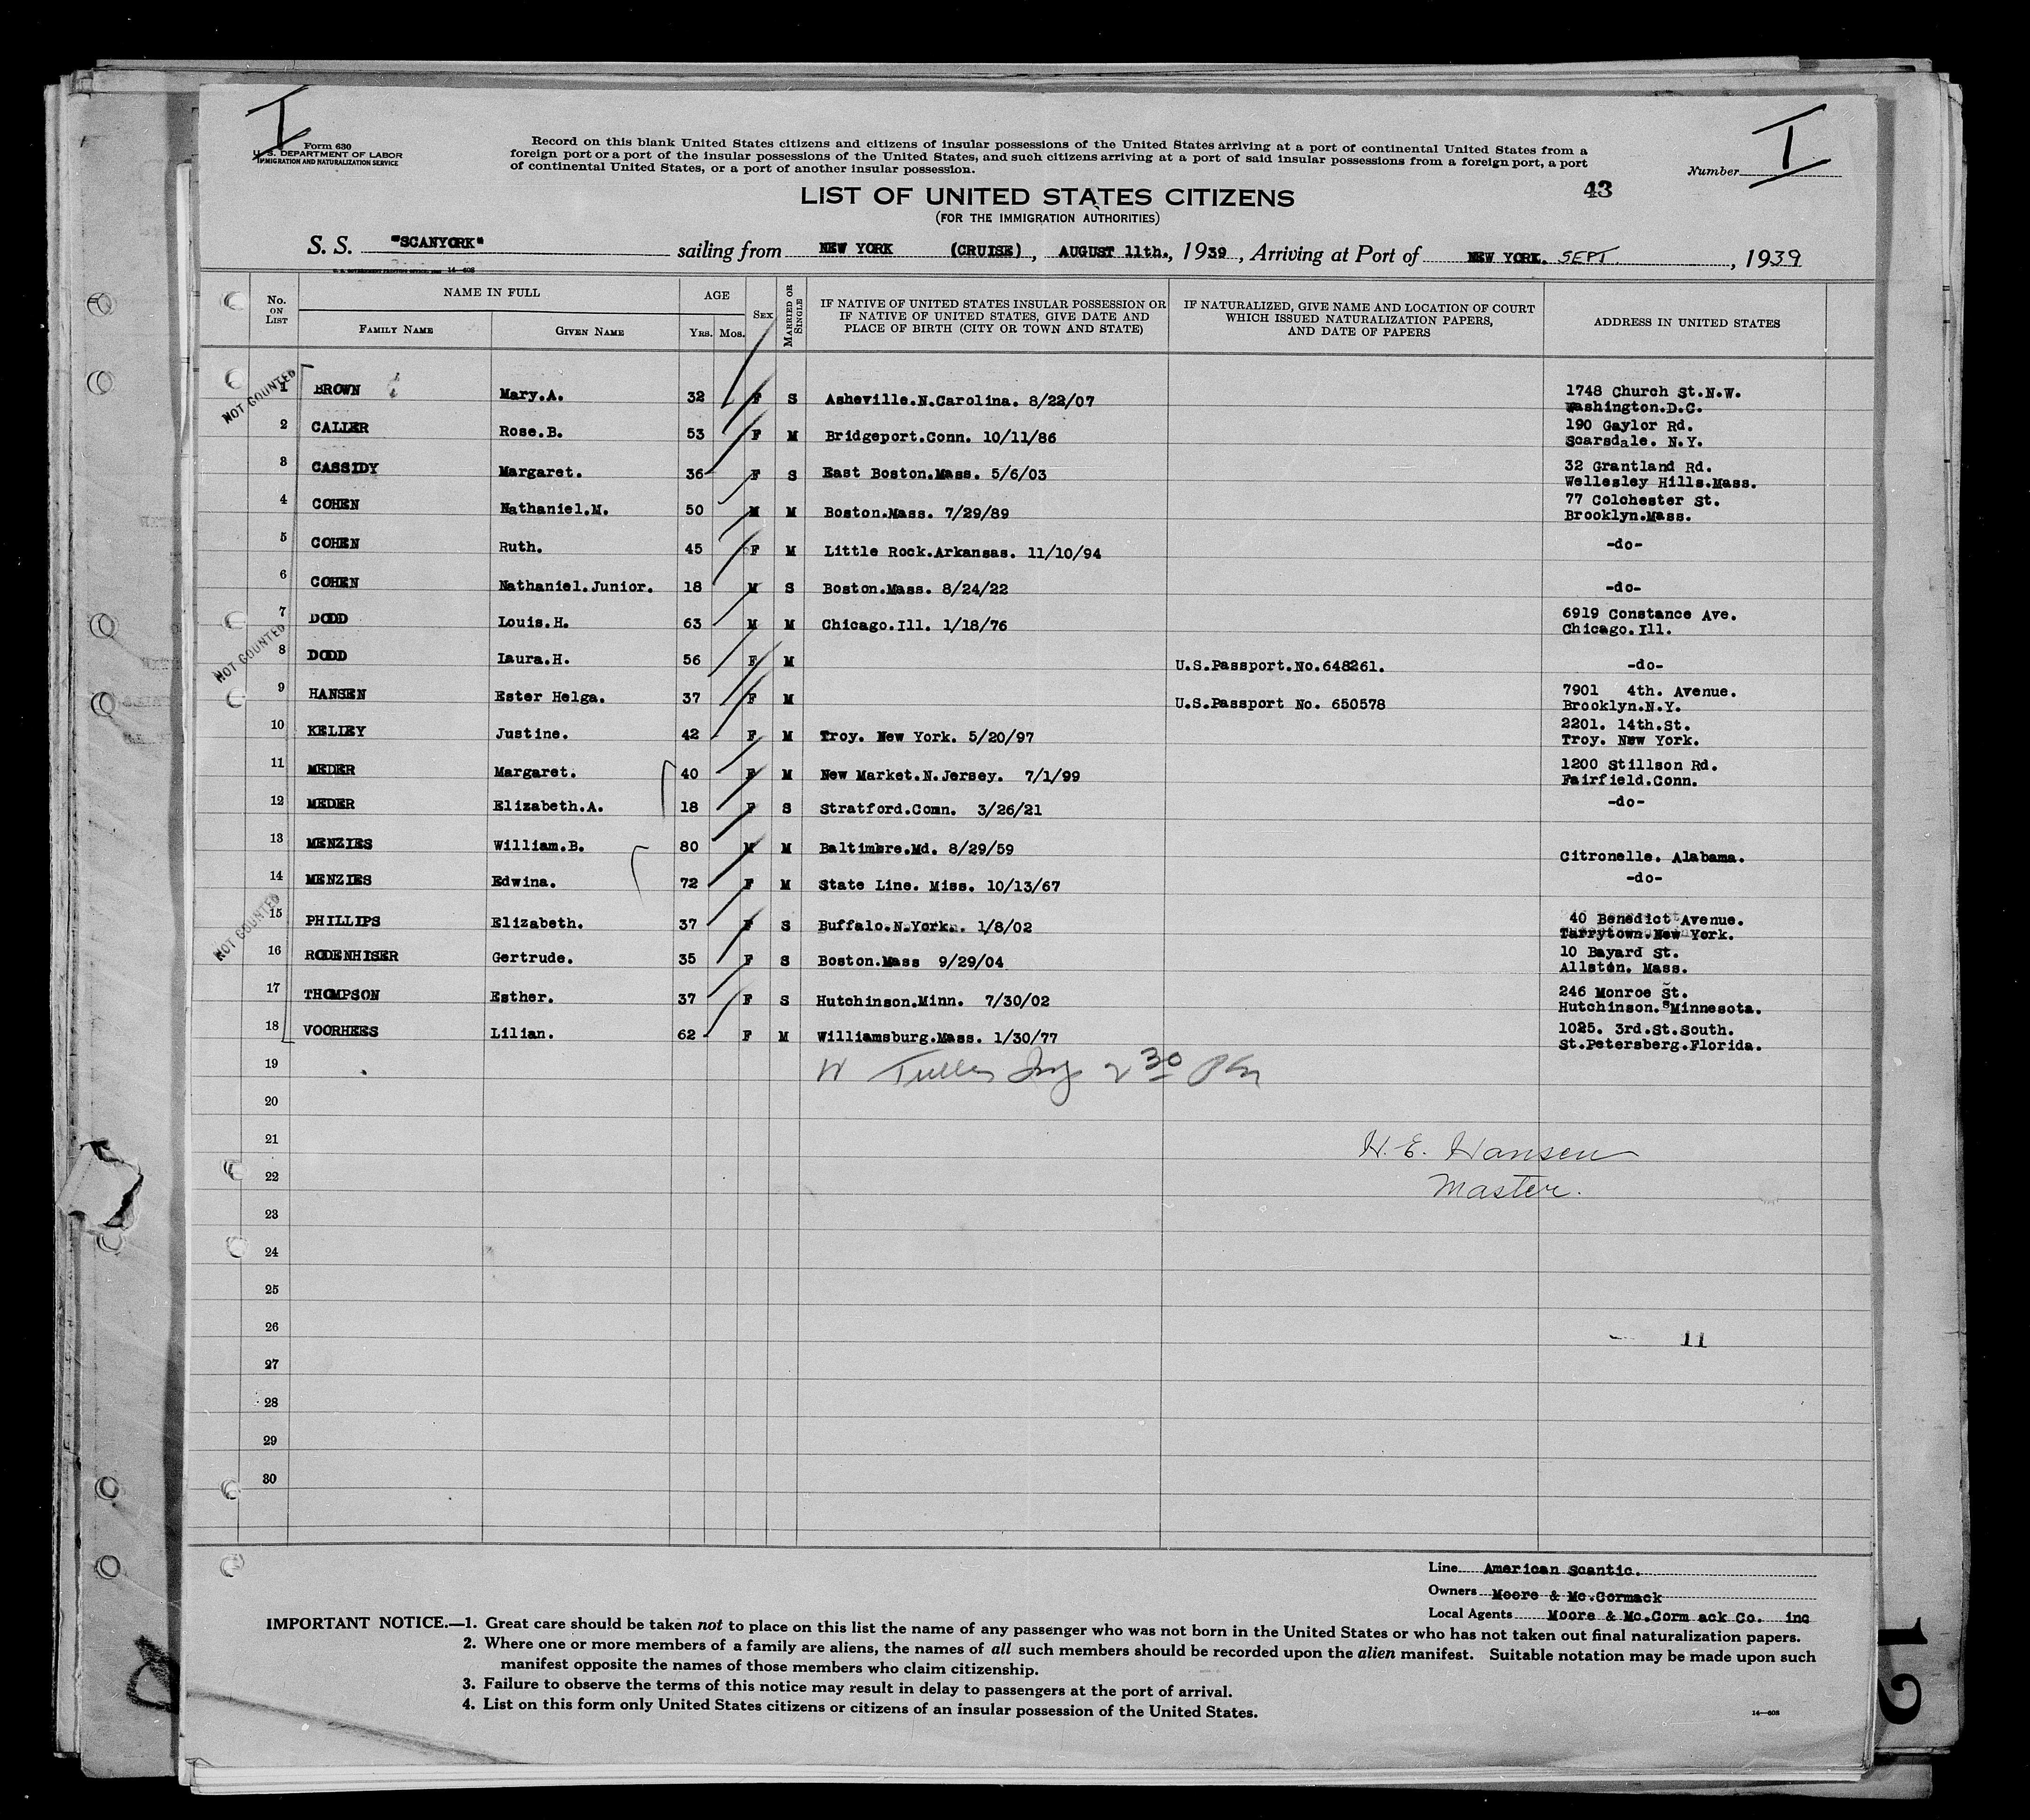 I
I
Form 630
U. S. DEPARTMENT OF LABOR
IMMIGRATION AND NATURALIZATION SERVICE
Record on this blank United States citizens and citizens of insular possessions of the United States arriving at a port of continental United States from a
foreign port or a port of the insular possessions of the United States, and such citizens arriving at a port of said insular possessions from a foreign port, a port
of continental United States, or a port of another insular possession.
Number
43
LIST OF UNITED STATES CITIZENS
(FOR THE IMMIGRATION AUTHORITIES)
S. S. "SCANYORK" sailing from NEW YORK (CRUISE), AUGUST 11th., 1939, Arriving at Port of NEW YORK. SEPT. , 1939
U. S. GOVERNMENT PRINTING OFFICE 14—608
No. ON LIST NAME IN FULL AGE SEX MARRIED OR SINGLE IF NATIVE OF UNITED STATES INSULAR POSSESSION OR IF NATIVE OF UNITED STATES, GIVE DATE AND PLACE OF BIRTH (CITY OR TOWN AND STATE) IF NATURALIZED, GIVE NAME AND LOCATION OF COURT WHICH ISSUED NATURALIZATION PAPERS, AND DATE OF PAPERS ADDRESS IN UNITED STATES
FAMILY NAME GIVEN NAME YRS. MOS.
NOT COUNTED
1 BROWN Mary.A. 32 F S Asheville.N.Carolina. 8/22/07 1748 Church St.N.W.
Washington.D.C.
2 CALLER Rose.B. 53 F M Bridgeport.Conn. 10/11/86 190 Gaylor Rd.
Scarsdale. N.Y.
3 CASSIDY Margaret. 36 F S East Boston.Mass. 5/6/03 32 Grantland Rd.
Wellesley Hills.Mass.
4 COHEN Nathaniel.M. 50 M M Boston.Mass. 7/29/89 77 Colchester St.
Brooklyn.Mass.
5 COHEN Ruth. 45 F M Little Rock.Arkansas. 11/10/94 -do-
6 COHEN Nathaniel.Junior. 18 M S Boston.Mass. 8/24/22 -do-
7 DODD Louis.H. 63 M M Chicago.Ill. 1/18/76 6919 Constance Ave.
Chicago.Ill.
NOT COUNTED
8 DODD Laura.H. 56 F M U.S.Passport.No.648261. -do-
9 HANSEN Ester Helga. 37 F M U.S.Passport No. 650578 7901 4th. Avenue.
Brooklyn.N.Y.
10 KELLEY Justine. 42 F M Troy. New York. 5/20/97 2201. 14th.St.
Troy. New York.
11 MEDER Margaret. 40 F M New Market.N.Jersey. 7/1/99 1200 Stillson Rd.
Fairfield.Conn.
12 MEDER Elizabeth.A. 18 F S Stratford.Conn. 3/26/21 -do-
13 MENZIES William.B. 80 M M Baltimore.Md. 8/29/59 Citronelle. Alabama.
14 MENZIES Edwina. 72 F M State Line. Miss. 10/13/67 -do-
NOT COUNTED
15 PHILLIPS Elizabeth. 37 F S Buffalo.N.York. 1/8/02 40 Benedict Avenue.
Tarrytown.New York.
16 RODENHISER Gertrude. 35 F S Boston.Mass 9/29/04 10 Bayard St.
Allston. Mass.
17 THOMPSON Esther. 37 F S Hutchinson.Minn. 7/30/02 246 Monroe St.
Hutchinson. Minnesota.
18 VOORHEES Lilian. 62 F M Williamsburg.Mass. 1/30/77 1025. 3rd.St.South.
St.Petersberg.Florida.
19
W 2 30 PM
20
21
H. E. Hansen
22
Master.
23
24
25
26
11
27
28
29
30
Line American Scantic.
Owners Moore & Mc.Cormack
Local Agents Moore & Mc.Corm ack Co. inc
IMPORTANT NOTICE.—1. Great care should be taken not to place on this list the name of any passenger who was not born in the United States or who has not taken out final naturalization papers.
2. Where one or more members of a family are aliens, the names of all such members should be recorded upon the alien manifest. Suitable notation may be made upon such
manifest opposite the names of those members who claim citizenship.
3. Failure to observe the terms of this notice may result in delay to passengers at the port of arrival.
4. List on this form only United States citizens or citizens of an insular possession of the United States.
14—608
12